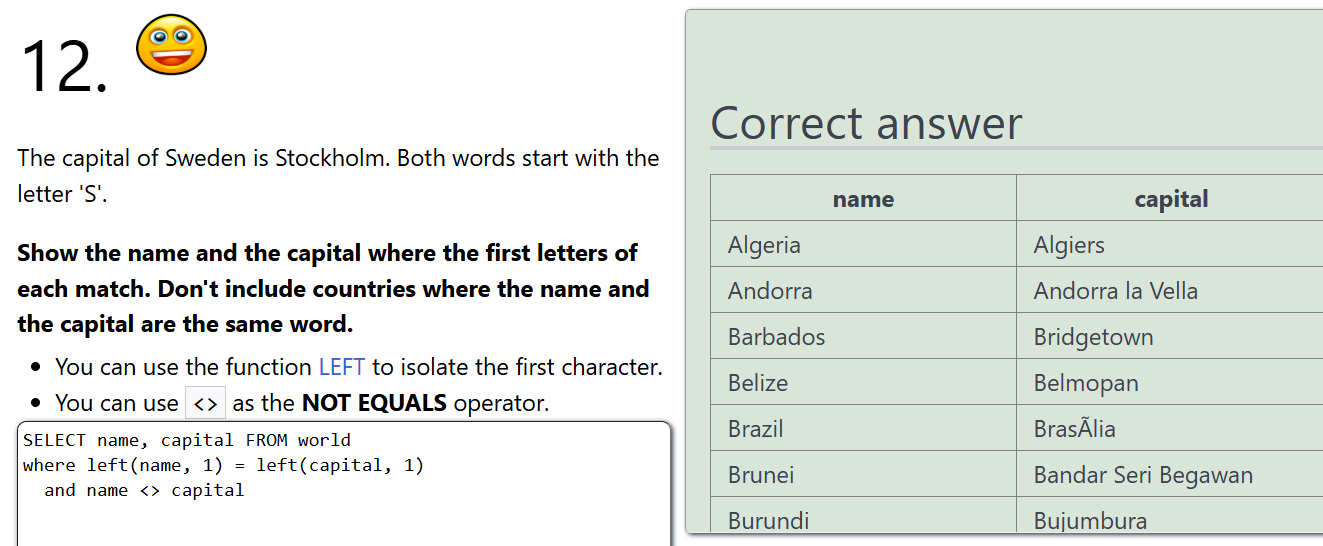 12.
The capital of Sweden is Stockholm. Both words start with the
letter 'S'.
Show the name and the capital where the first letters of
each match. Don't include countries where the name and
the capital are the same word.
• You can use the function LEFT to isolate the first character.
• You can use <> as the NOT EQUALS operator.
SELECT name, capital FROM world
where left(name, 1) = left(capital, 1)
  and name <> capital
Correct answer
name capital
Algeria Algiers
Andorra Andorra la Vella
Barbados Bridgetown
Belize Belmopan
Brazil BrasÃlia
Brunei Bandar Seri Begawan
Burundi Bujumbura